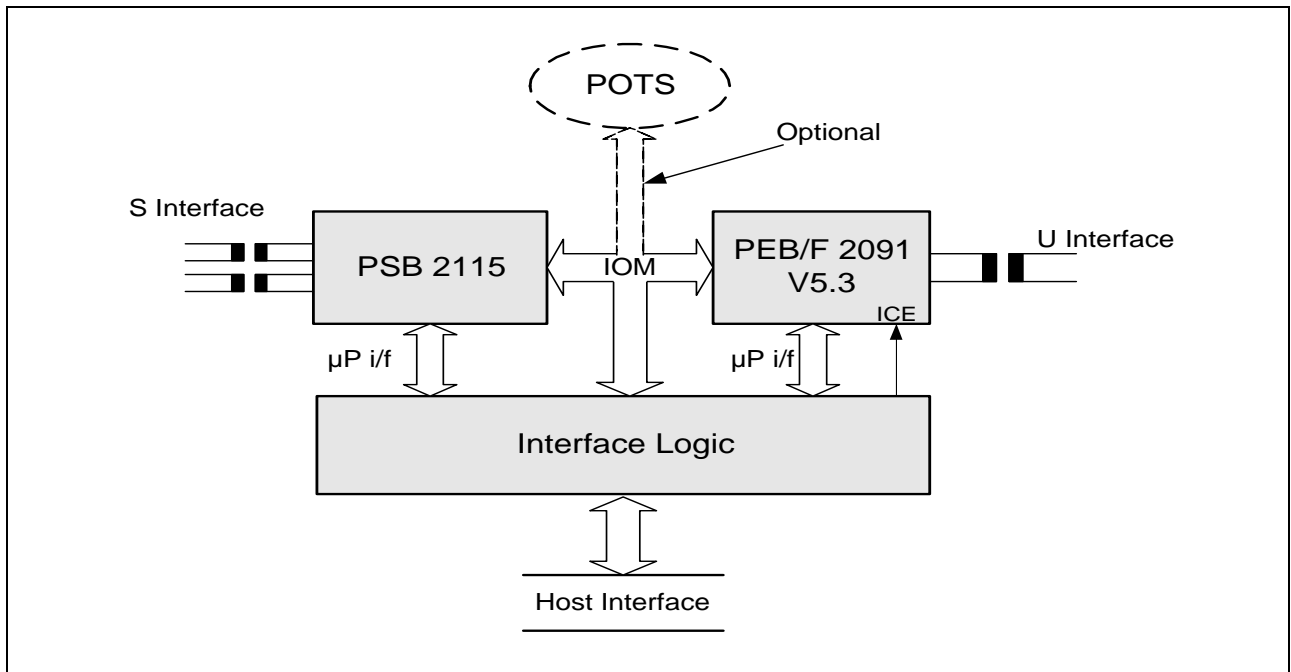 POTS
Optional
S Interface
PSB 2115
IOM
PEB/F 2091
V5.3
ICE
U Interface
µP i/f
µP i/f
Interface Logic
Host Interface